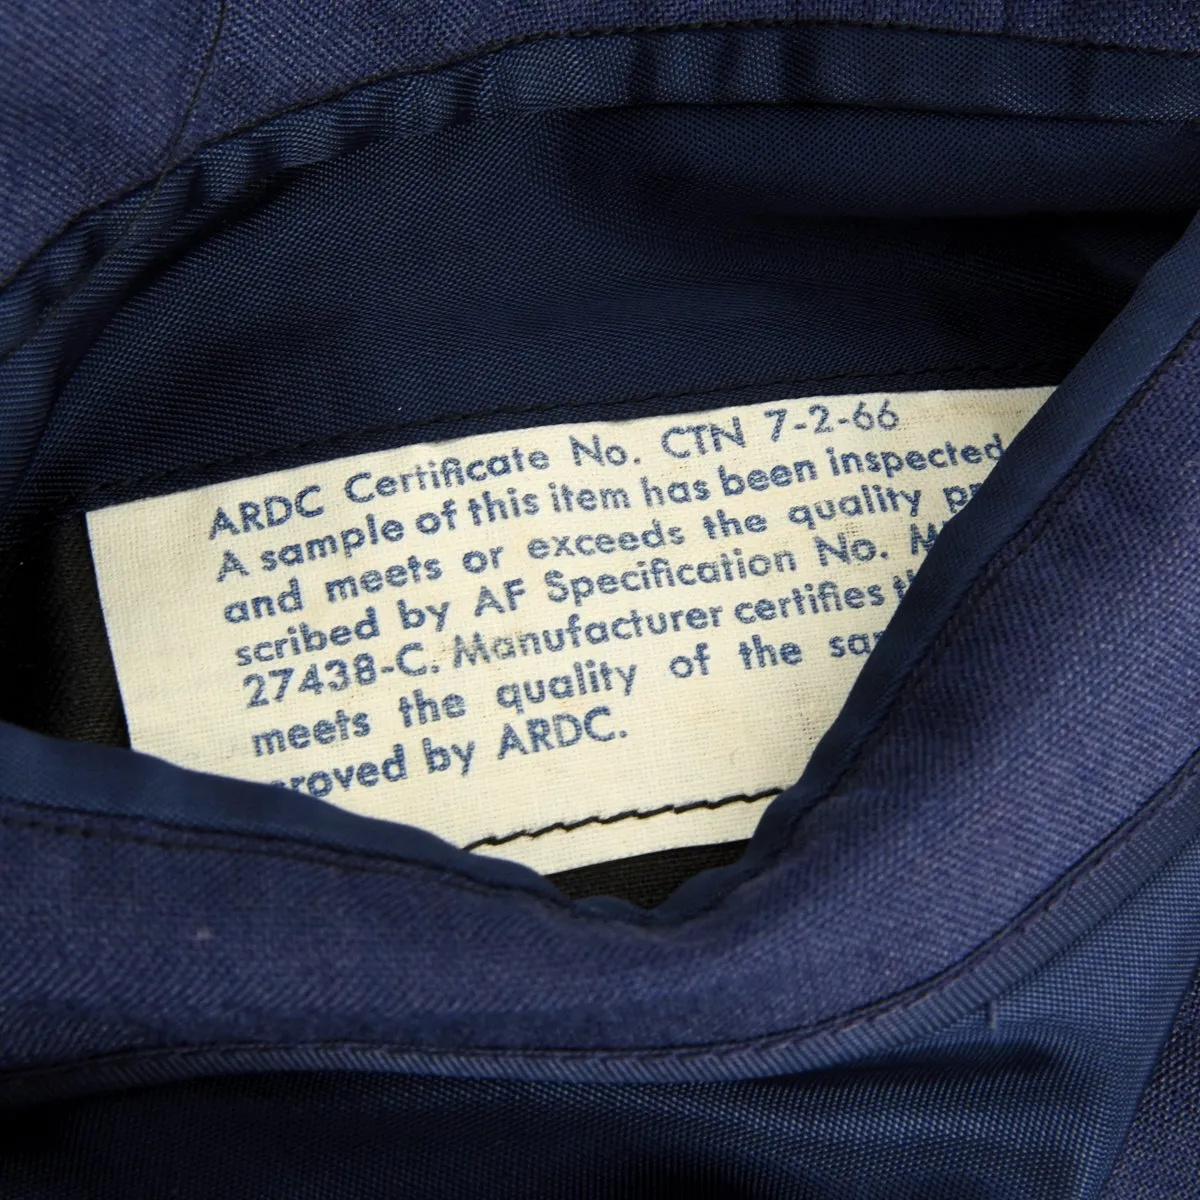 ARDC Certificate No. CTN 7-2-66
A sample of this item has been inspected
and meets or exceeds the quality
scribed by AF Specification No.
27438-C. Manufacturer certifies
meets the quality of the
proved by ARDC.